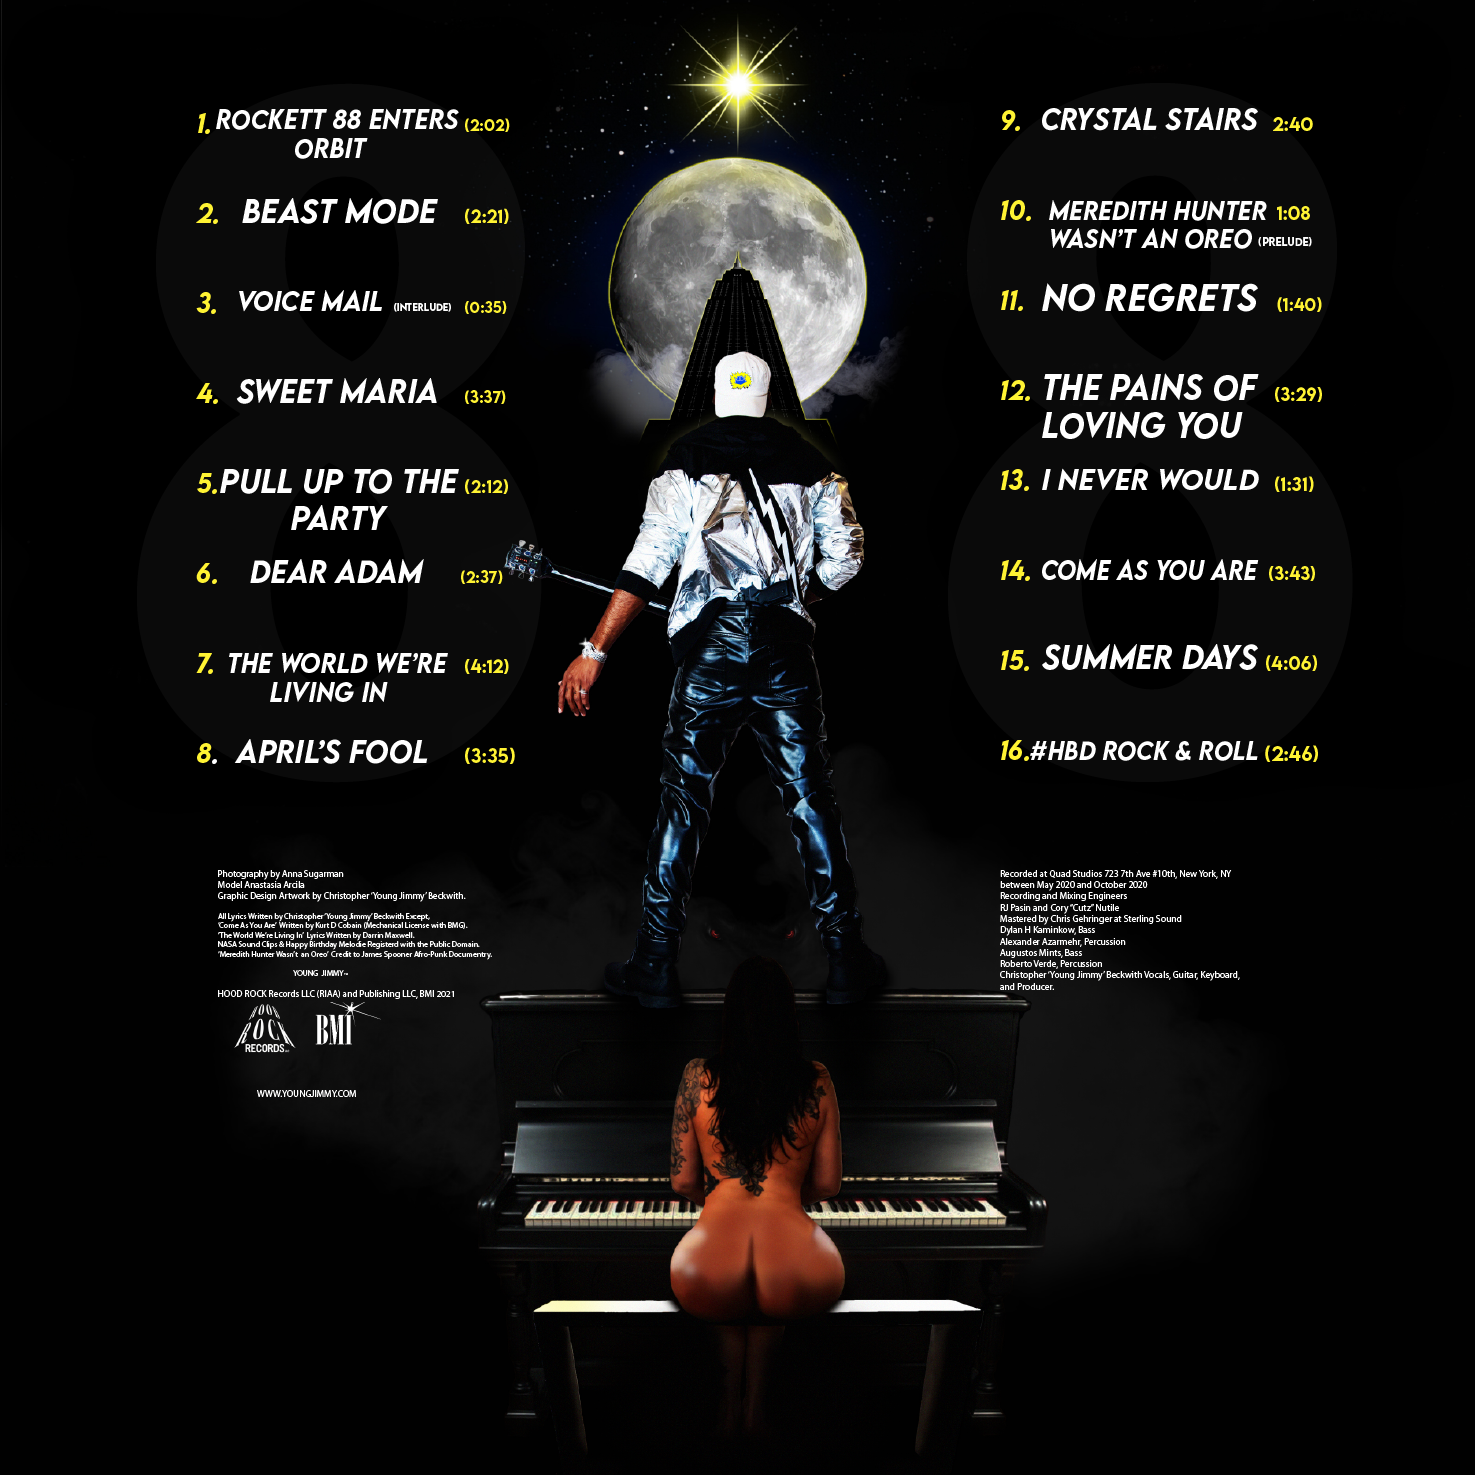 1. ROCKETT 88 ENTERS (2:02)
ORBIT
2. BEAST MODE (2:21)
3. VOICE MAIL (INTERLUDE) (0:35)
4. SWEET MARIA (3:37)
5. PULL UP TO THE (2:12)
PARTY
6. DEAR ADAM (2:37)
7. THE WORLD WE'RE (4:12)
LIVING IN
8. APRIL'S FOOL (3:35)
9. CRYSTAL STAIRS 2:40
10. MEREDITH HUNTER 1:08
WASN'T AN OREO (PRELUDE)
11. NO REGRETS (1:40)
12. THE PAINS OF (3:29)
LOVING YOU
13. I NEVER WOULD (1:31)
14. COME AS YOU ARE (3:43)
15. SUMMER DAYS (4:06)
16. #HBD ROCK & ROLL (2:46)
Photography by Anna Sugarman
Model Anastasia Arcila
Graphic Design Artwork by Christopher 'Young Jimmy' Beckwith.
All Lyrics Written by Christopher 'Young Jimmy' Beckwith Except,
'Come As You Are' Written by Kurt D Cobain (Mechanical License with BMG).
'The World We're Living In' Lyrics Written by Darrin Maxwell.
NASA Sound Clips & Happy Birthday Melodie Registerd with the Public Domain.
'Meredith Hunter Wasn't an Oreo' Credit to James Spooner Afro-Punk Documentry.
YOUNG JIMMY™
HOOD ROCK Records LLC (RIAA) and Publishing LLC, BMI 2021
HOOD
ROCK
RECORDS
BMI
WWW.YOUNGJIMMY.COM
Recorded at Quad Studios 723 7th Ave #10th, New York, NY
between May 2020 and October 2020
Recording and Mixing Engineers
RJ Pasin and Cory "Cutz" Nutile
Mastered by Chris Gehringer at Sterling Sound
Dylan H Kaminkow, Bass
Alexander Azarmehr, Percussion
Augustos Mints, Bass
Roberto Verde, Percussion
Christopher 'Young Jimmy' Beckwith Vocals, Guitar, Keyboard,
and Producer.